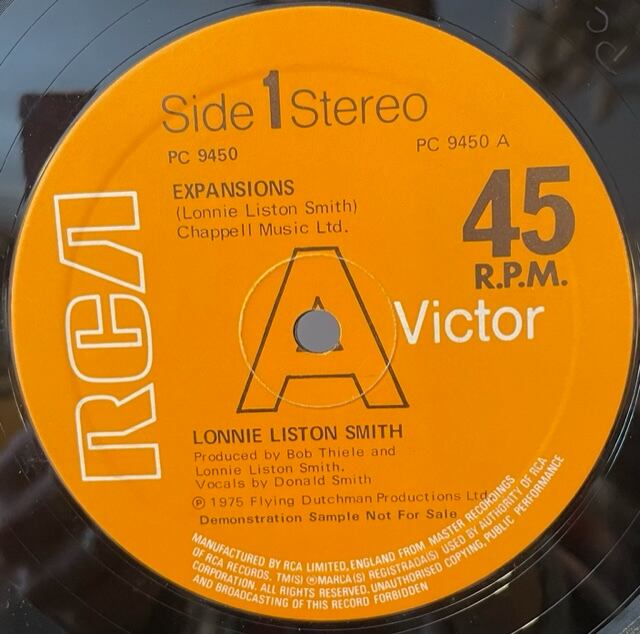 Side 1 Stereo
PC 9450
PC 9450 A
EXPANSIONS
(Lonnie Liston Smith)
Chappell Music Ltd.
45
R.P.M.
RCA
A
Victor
LONNIE LISTON SMITH
Produced by Bob Thiele and
Lonnie Liston Smith.
Vocals by Donald Smith
Ⓟ 1975 Flying Dutchman Productions Ltd
Demonstration Sample Not For Sale
MANUFACTURED BY RCA LIMITED, ENGLAND FROM MASTER RECORDINGS
OF RCA RECORDS. TM(S) ®MARCA(S) REGISTRADA(S) USED BY AUTHORITY OF RCA
CORPORATION. ALL RIGHTS RESERVED. UNAUTHORISED COPYING, PUBLIC PERFORMANCE
AND BROADCASTING OF THIS RECORD FORBIDDEN